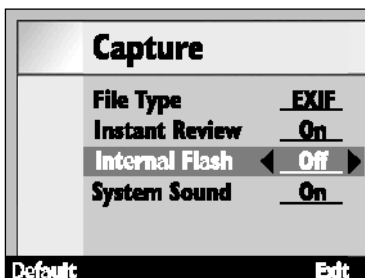 Capture
File Type EXIF
Instant Review On
Internal Flash Off
System Sound On
Default Exit